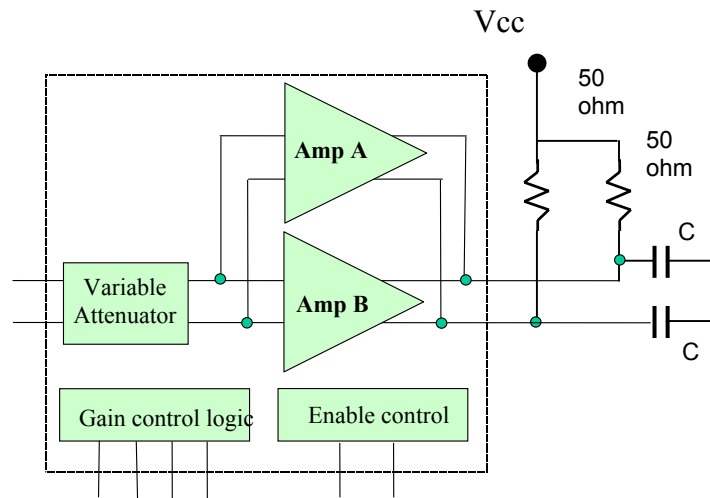 Vcc
50
ohm
50
ohm
Amp A
C
Variable
Attenuator
Amp B
C
Gain control logic
Enable control